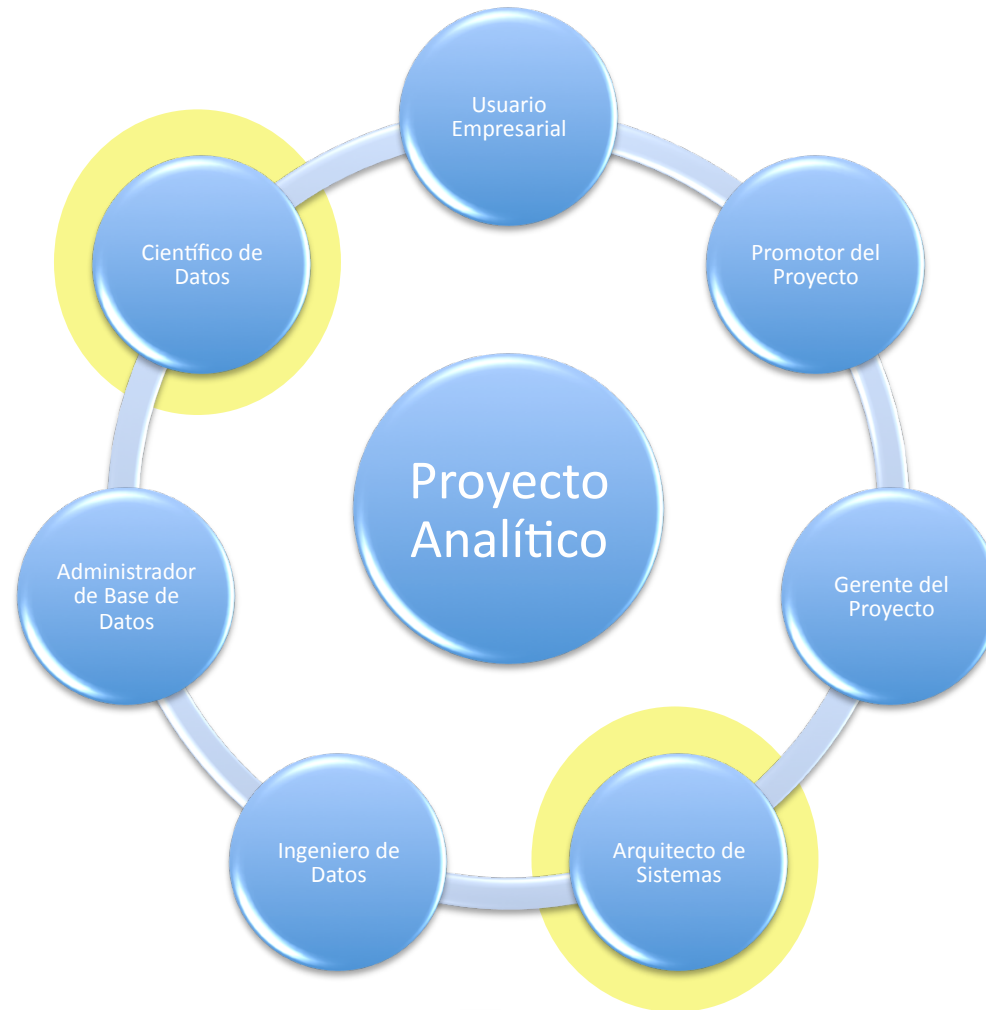 Usuario
Empresarial
Promotor del
Proyecto
Gerente del
Proyecto
Arquitecto de
Sistemas
Ingeniero de
Datos
Administrador
de Base de
Datos
Científico de
Datos
Proyecto
Analítico